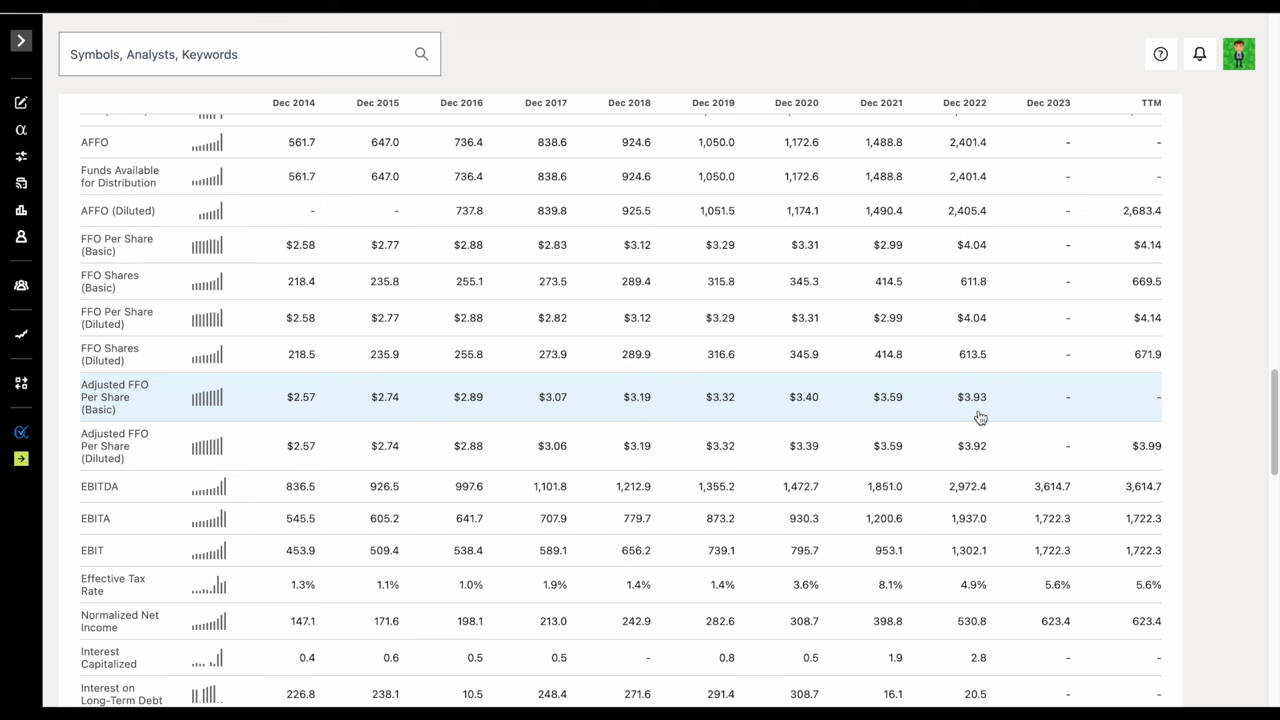 Symbols, Analysts, Keywords
Dec 2014 Dec 2015 Dec 2016 Dec 2017 Dec 2018 Dec 2019 Dec 2020 Dec 2021 Dec 2022 Dec 2023 TTM
AFFO 561.7 647.0 736.4 838.6 924.6 1,050.0 1,172.6 1,488.8 2,401.4 - -
Funds Available
for Distribution 561.7 647.0 736.4 838.6 924.6 1,050.0 1,172.6 1,488.8 2,401.4 - -
AFFO (Diluted) - - 737.8 839.8 925.5 1,051.5 1,174.1 1,490.4 2,405.4 - 2,683.4
FFO Per Share
(Basic) $2.58 $2.77 $2.88 $2.83 $3.12 $3.29 $3.31 $2.99 $4.04 - $4.14
FFO Shares
(Basic) 218.4 235.8 255.1 273.5 289.4 315.8 345.3 414.5 611.8 - 669.5
FFO Per Share
(Diluted) $2.58 $2.77 $2.88 $2.82 $3.12 $3.29 $3.31 $2.99 $4.04 - $4.14
FFO Shares
(Diluted) 218.5 235.9 255.8 273.9 289.9 316.6 345.9 414.8 613.5 - 671.9
Adjusted FFO
Per Share
(Basic) $2.57 $2.74 $2.89 $3.07 $3.19 $3.32 $3.40 $3.59 $3.93 - -
Adjusted FFO
Per Share
(Diluted) $2.57 $2.74 $2.88 $3.06 $3.19 $3.32 $3.39 $3.59 $3.92 - $3.99
EBITDA 836.5 926.5 997.6 1,101.8 1,212.9 1,355.2 1,472.7 1,851.0 2,972.4 3,614.7 3,614.7
EBITA 545.5 605.2 641.7 707.9 779.7 873.2 930.3 1,200.6 1,937.0 1,722.3 1,722.3
EBIT 453.9 509.4 538.4 589.1 656.2 739.1 795.7 953.1 1,302.1 1,722.3 1,722.3
Effective Tax
Rate 1.3% 1.1% 1.0% 1.9% 1.4% 1.4% 3.6% 8.1% 4.9% 5.6% 5.6%
Normalized Net
Income 147.1 171.6 198.1 213.0 242.9 282.6 308.7 398.8 530.8 623.4 623.4
Interest
Capitalized 0.4 0.6 0.5 0.5 - 0.8 0.5 1.9 2.8 - -
Interest on
Long-Term Debt 226.8 238.1 10.5 248.4 271.6 291.4 308.7 16.1 20.5 - -